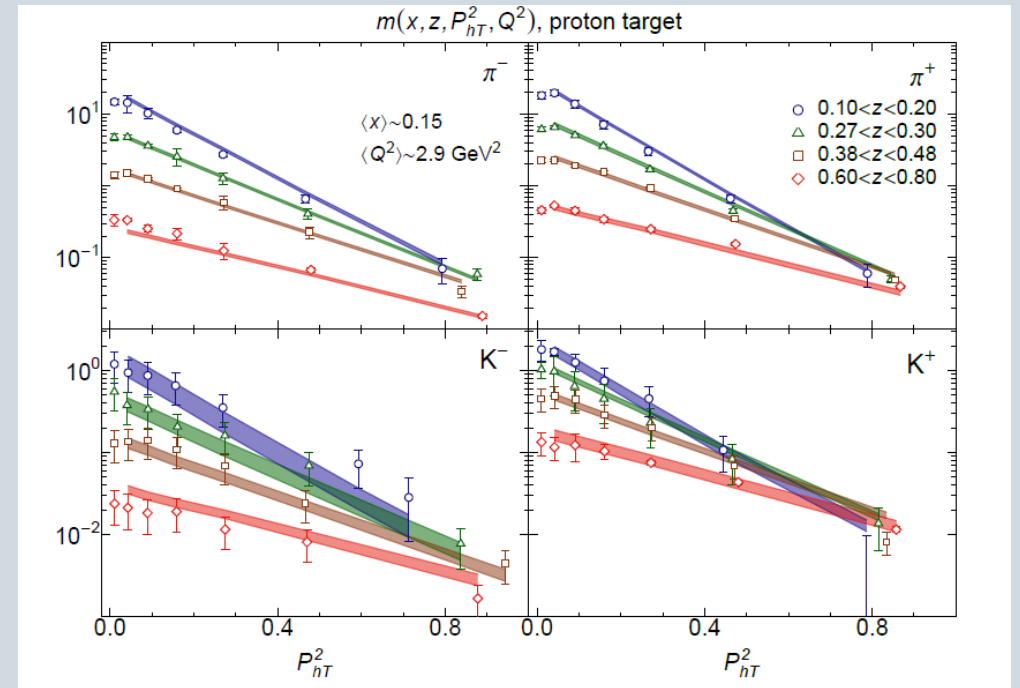 m(x, z, P²hT, Q²), proton target
π⁻
⟨x⟩~0.15
⟨Q²⟩~2.9 GeV²
π⁺
0.10<z<0.20
0.27<z<0.30
0.38<z<0.48
0.60<z<0.80
10¹
10⁻¹
K⁻
K⁺
10⁰
10⁻²
0.0 0.4 0.8 0.0 0.4 0.8
P²hT P²hT